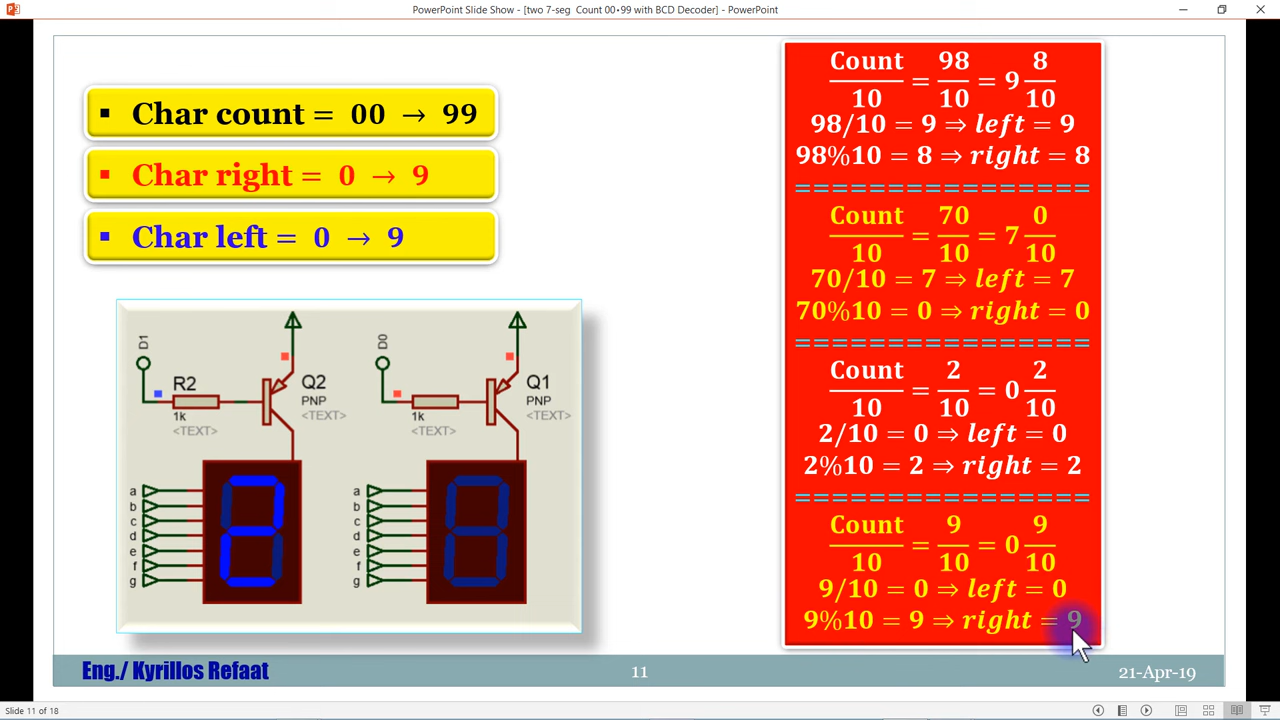 PowerPoint Slide Show - [two 7-seg Count 00•99 with BCD Decoder] - PowerPoint
▪ Char count = 00 → 99
▪ Char right = 0 → 9
▪ Char left = 0 → 9
D1
R2
1k
<TEXT>
Q2
PNP
<TEXT>
D0
1k
<TEXT>
Q1
PNP
<TEXT>
a
b
c
d
e
f
g
2
a
b
c
d
e
f
g
Count/10 = 98/10 = 9 8/10
98/10 = 9 ⇒ left = 9
98%10 = 8 ⇒ right = 8
===============
Count/10 = 70/10 = 7 0/10
70/10 = 7 ⇒ left = 7
70%10 = 0 ⇒ right = 0
===============
Count/10 = 2/10 = 0 2/10
2/10 = 0 ⇒ left = 0
2%10 = 2 ⇒ right = 2
===============
Count/10 = 9/10 = 0 9/10
9/10 = 0 ⇒ left = 0
9%10 = 9 ⇒ right = 9
Eng./ Kyrillos Refaat
11
21-Apr-19
Slide 11 of 18